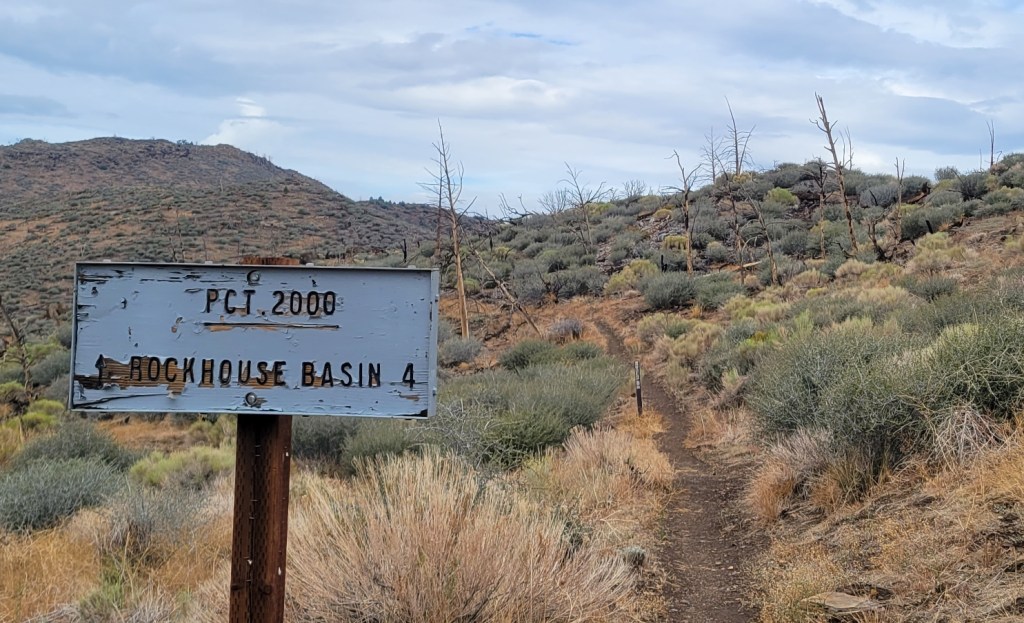 PCT. 2000
ROCKHOUSE BASIN 4